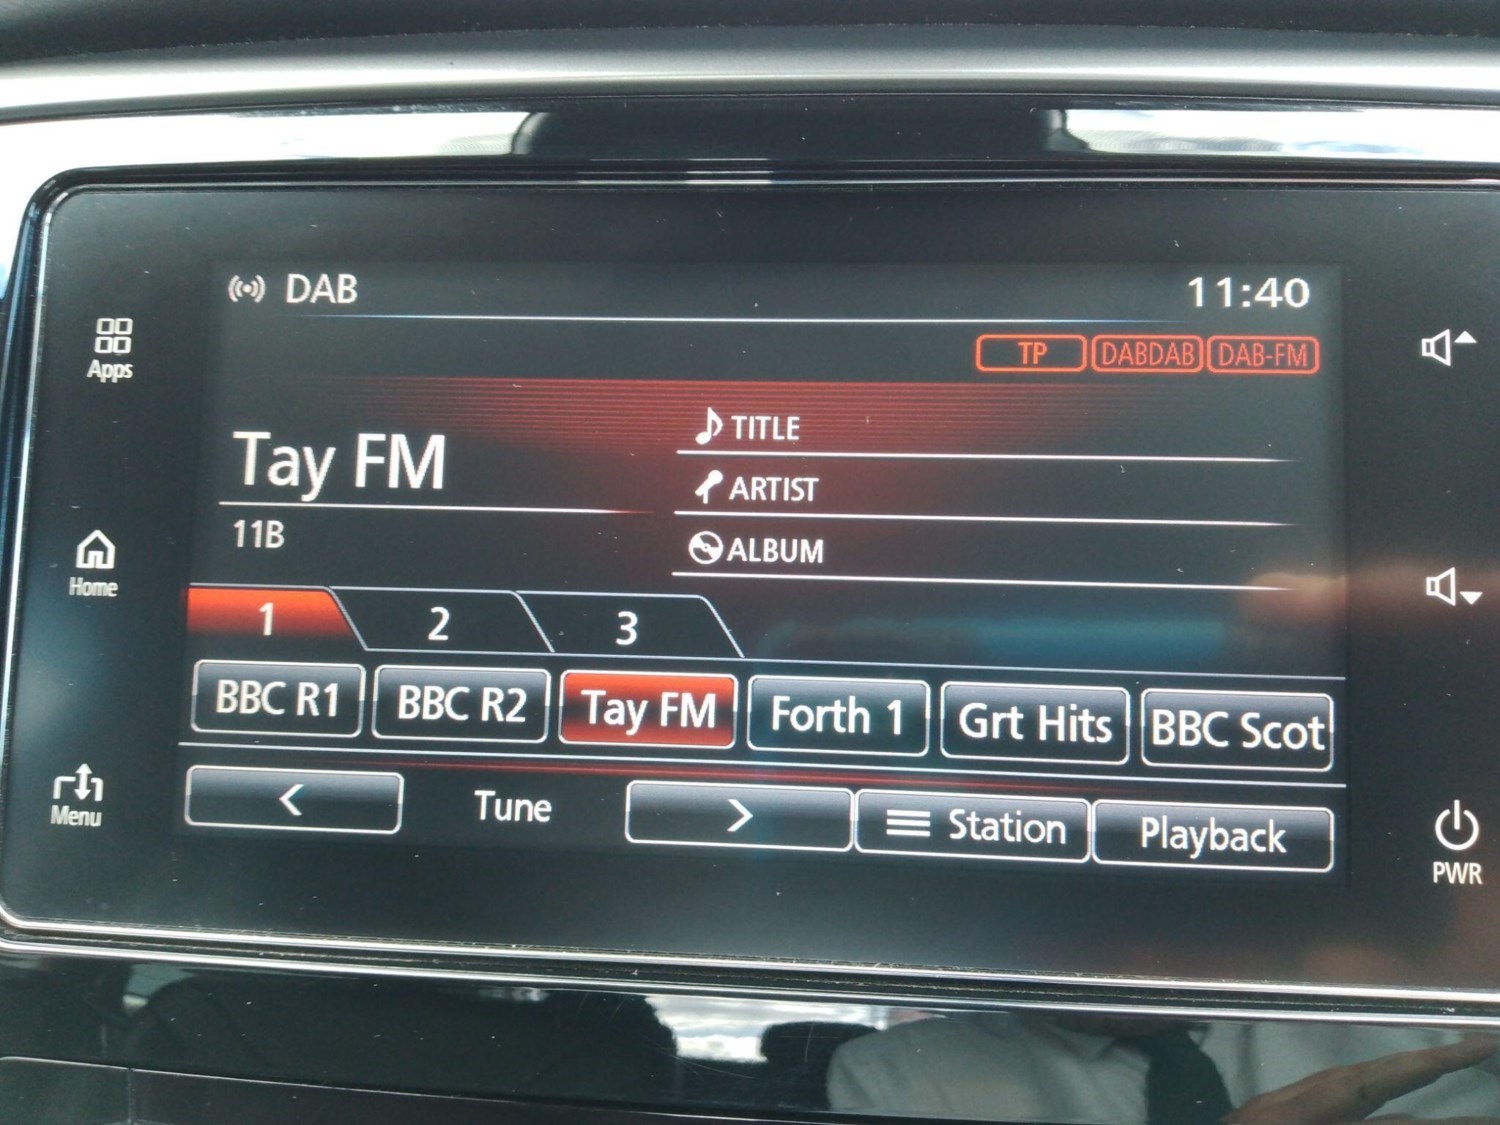 DAB 11:40
TP DABDAB DAB-FM
Apps
TITLE
Tay FM
ARTIST
11B
ALBUM
Home
1 2 3
BBC R1 BBC R2 Tay FM Forth 1 Grt Hits BBC Scot
Menu
< Tune > Station Playback
PWR